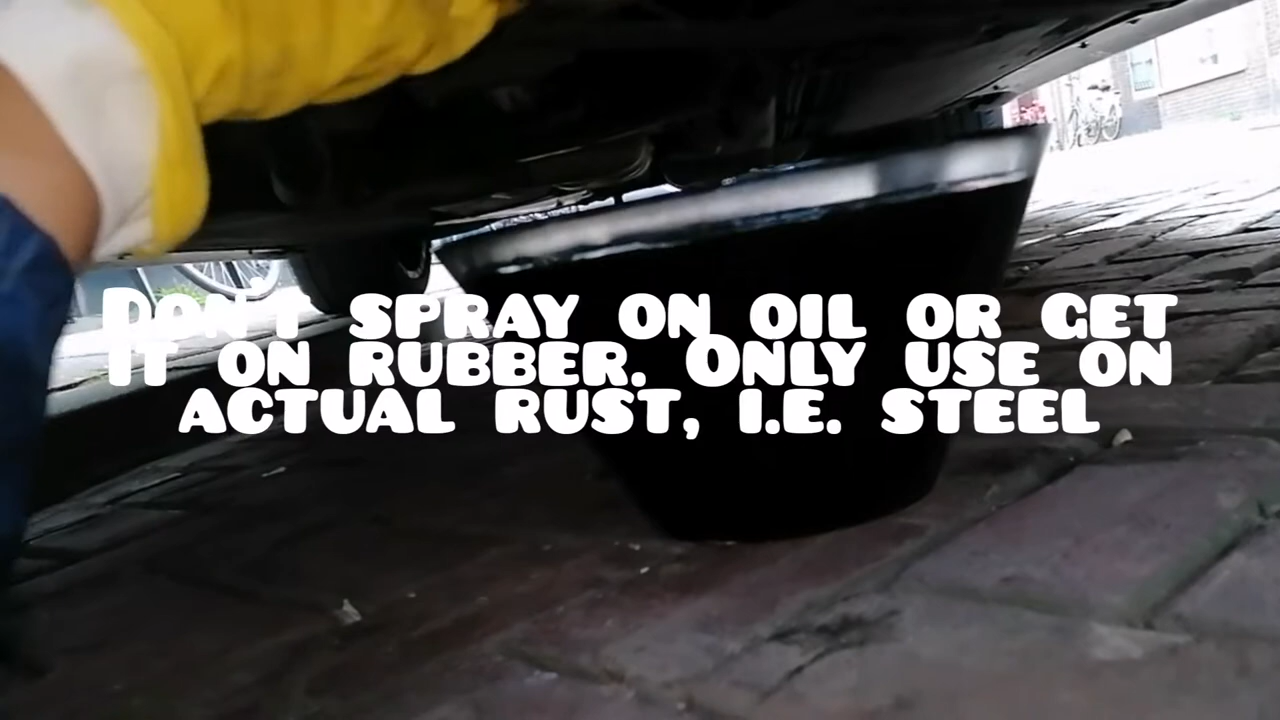 Don't spray on oil or get
it on rubber. Only use on
actual rust, i.e. steel